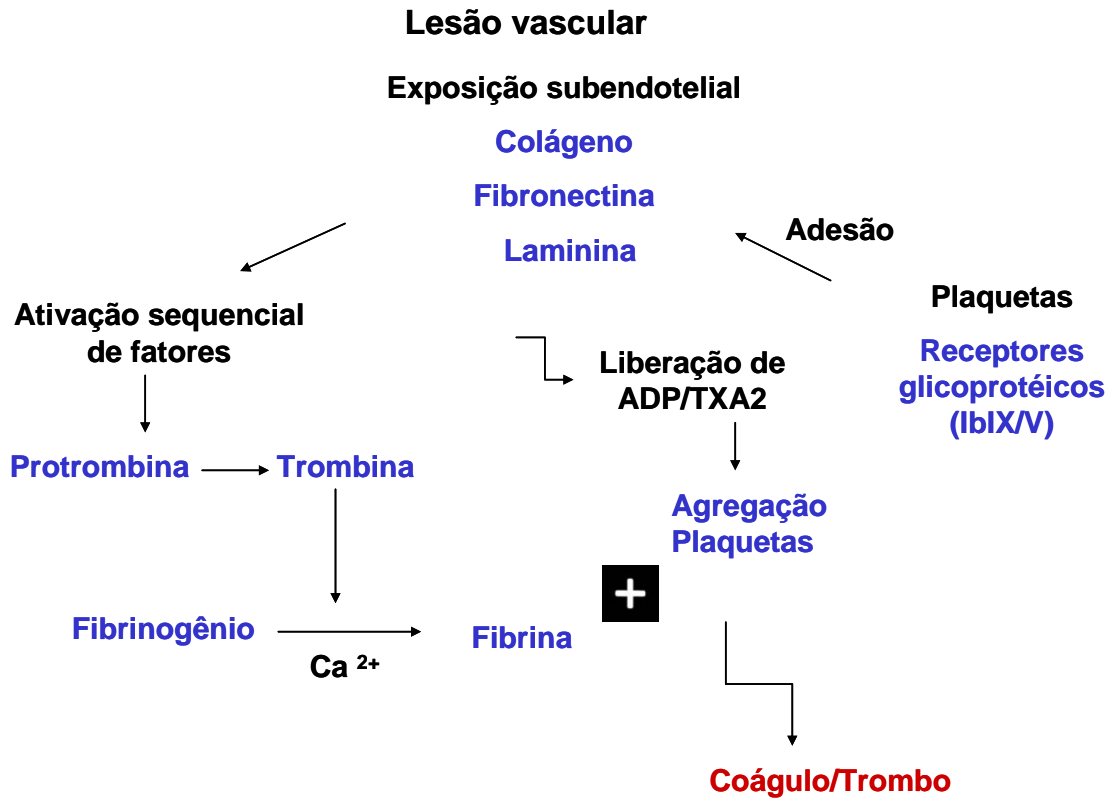 Lesão vascular
Exposição subendotelial
Colágeno
Fibronectina
Laminina
Adesão
Plaquetas
Receptores
glicoprotéicos
(IbIX/V)
Ativação sequencial
de fatores
Liberação de
ADP/TXA2
Protrombina
Trombina
Agregação
Plaquetas
+
Fibrinogênio
Ca 2+
Fibrina
Coágulo/Trombo